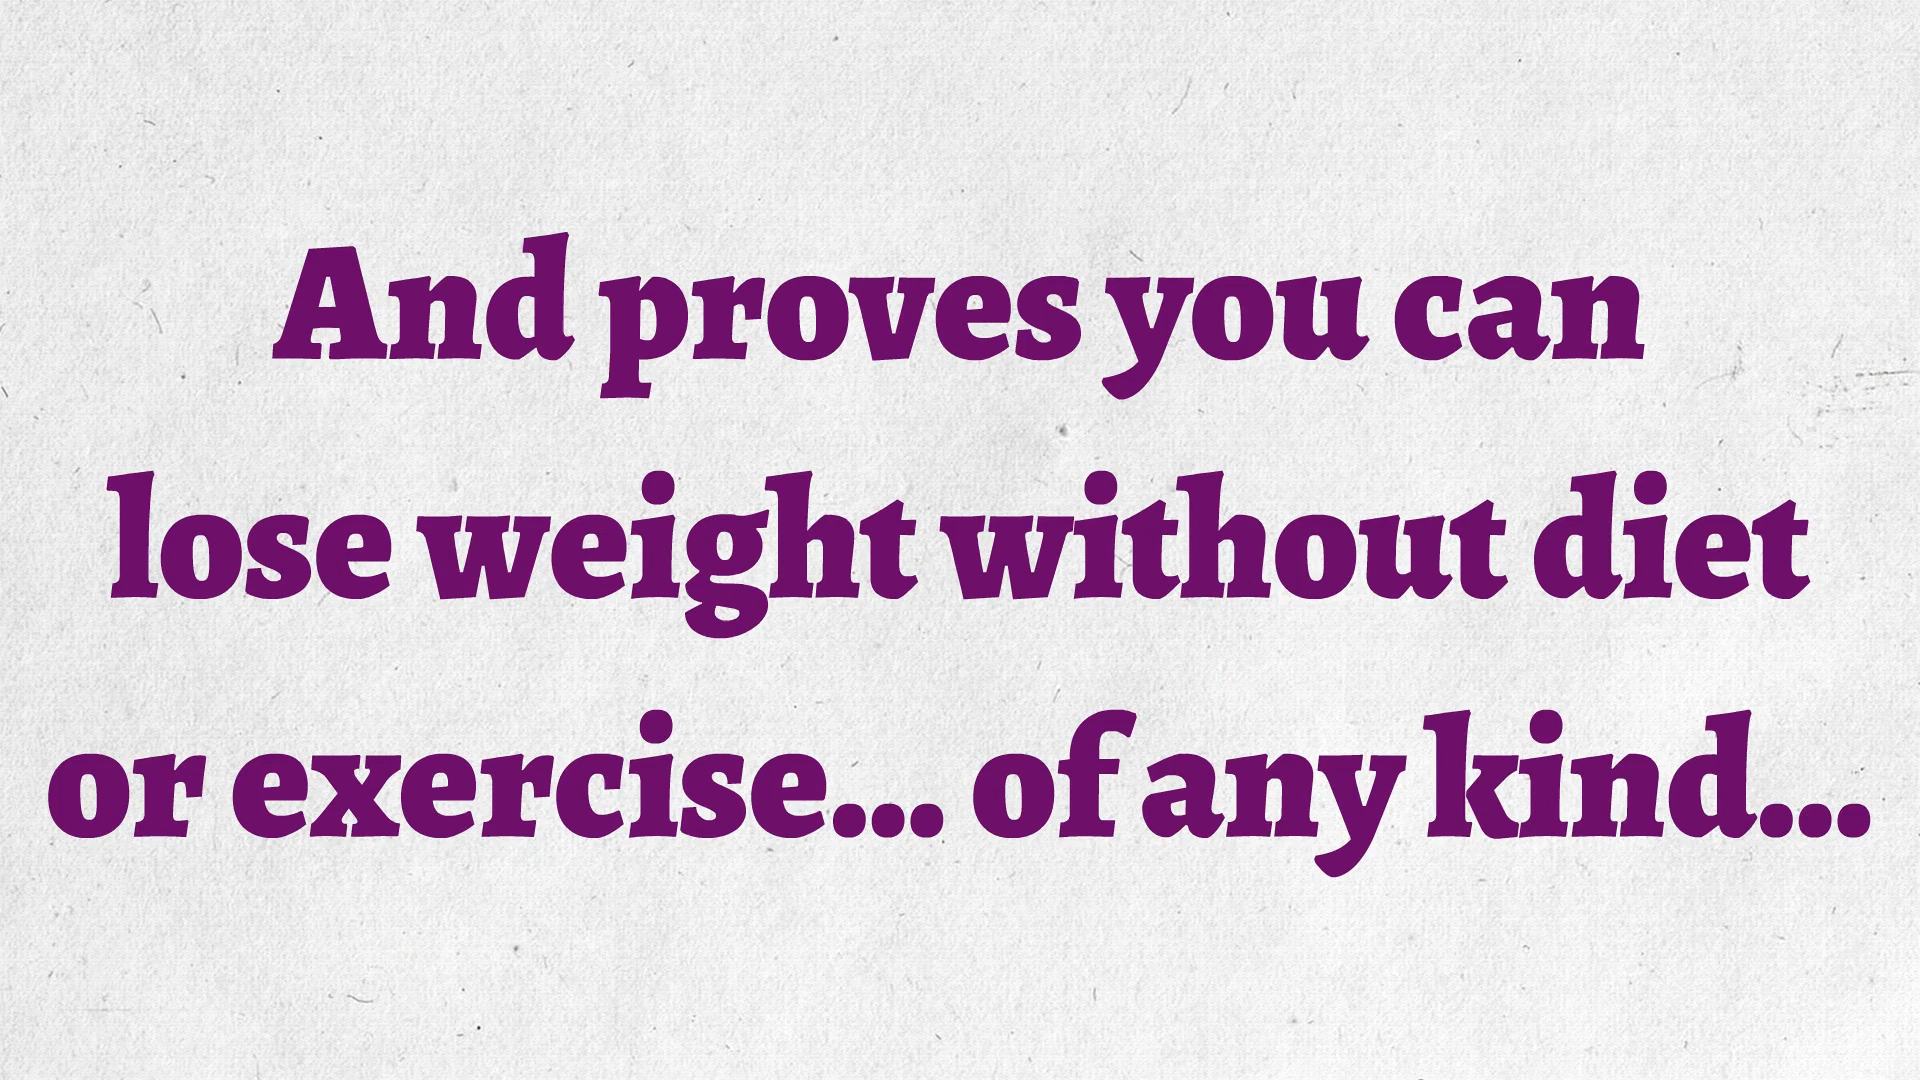 And proves you can
lose weight without diet
or exercise... of any kind...